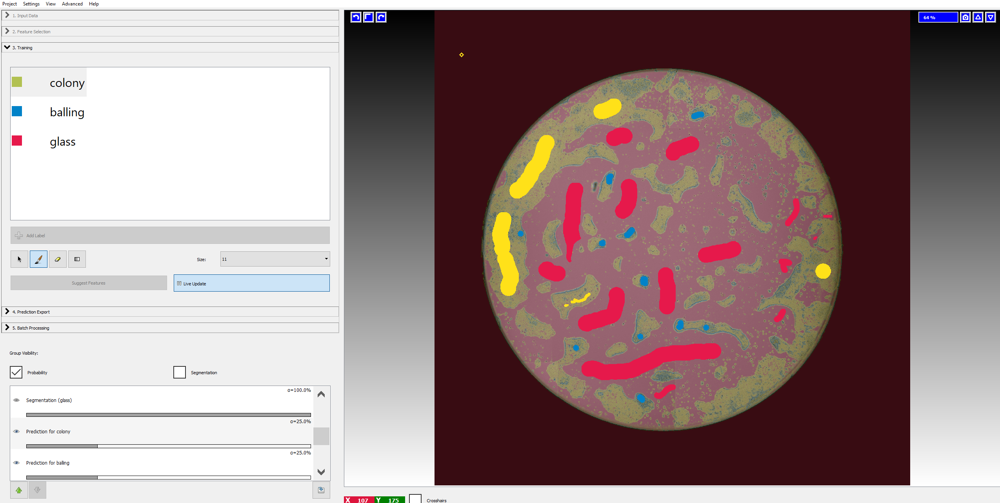 Project Settings View Advanced Help
1. Input Data
2. Feature Selection
3. Training
colony
balling
glass
Add Label
Size: 11
Suggest Features
Live Update
4. Prediction Export
5. Batch Processing
Group Visibility:
Probability
Segmentation
α=100.0%
Segmentation (glass)
α=25.0%
Prediction for colony
α=25.0%
Prediction for balling
64 %
X 107 Y 175 Crosshairs